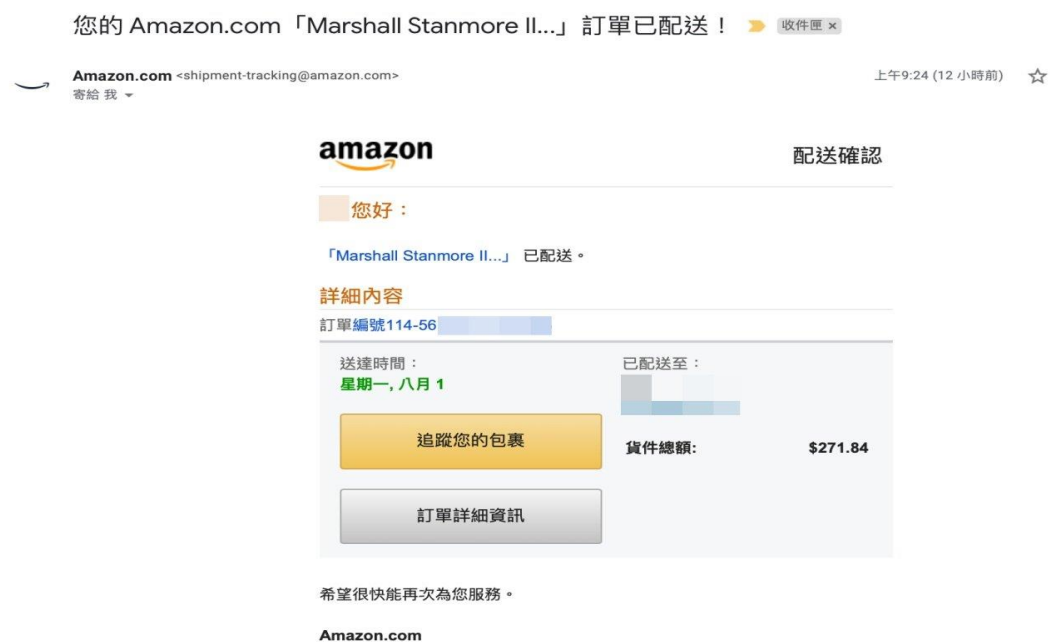 您的 Amazon.com「Marshall Stanmore II...」訂單已配送！ 收件匣 ×
Amazon.com <shipment-tracking@amazon.com> 上午9:24 (12 小時前)
寄給 我
amazon 配送確認
您好：
「Marshall Stanmore II...」 已配送。
詳細內容
訂單編號114-56
送達時間： 已配送至：
星期一, 八月 1
追蹤您的包裹
貨件總額: $271.84
訂單詳細資訊
希望很快能再次為您服務。
Amazon.com